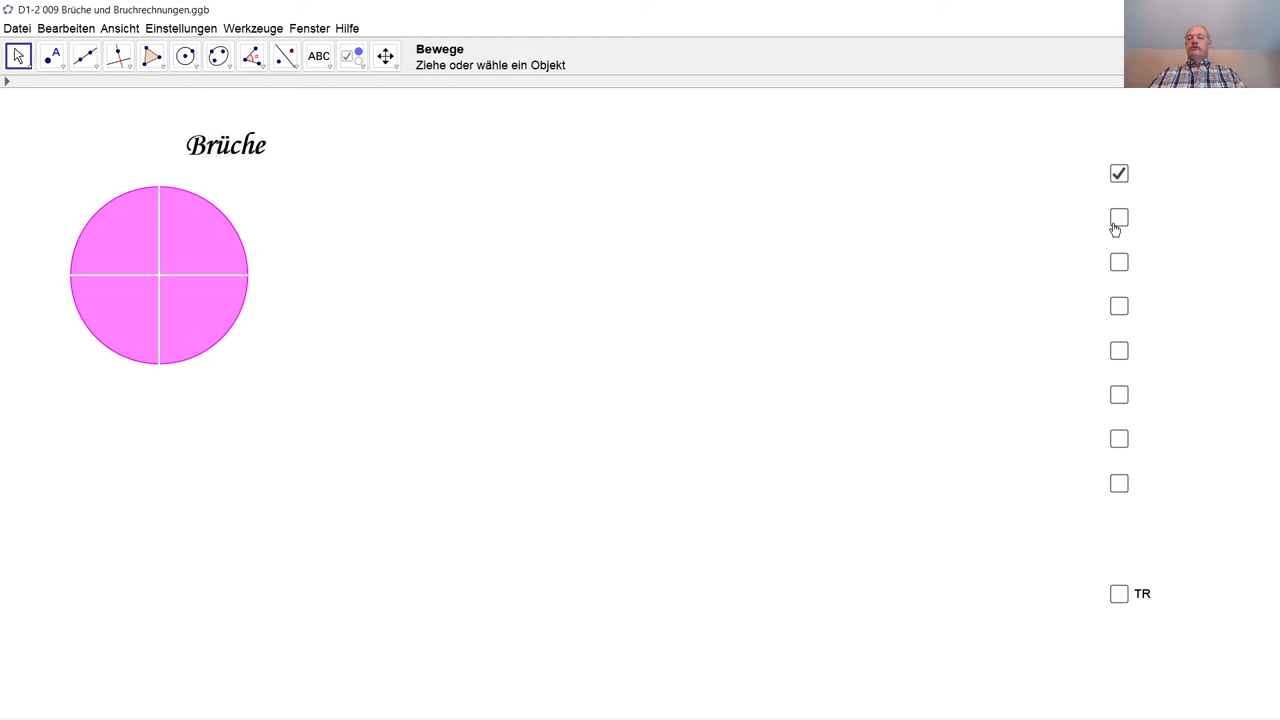 D1-2 009 Brüche und Bruchrechnungen.ggb
Datei Bearbeiten Ansicht Einstellungen Werkzeuge Fenster Hilfe
A
ABC
Bewege
Ziehe oder wähle ein Objekt
Brüche
TR